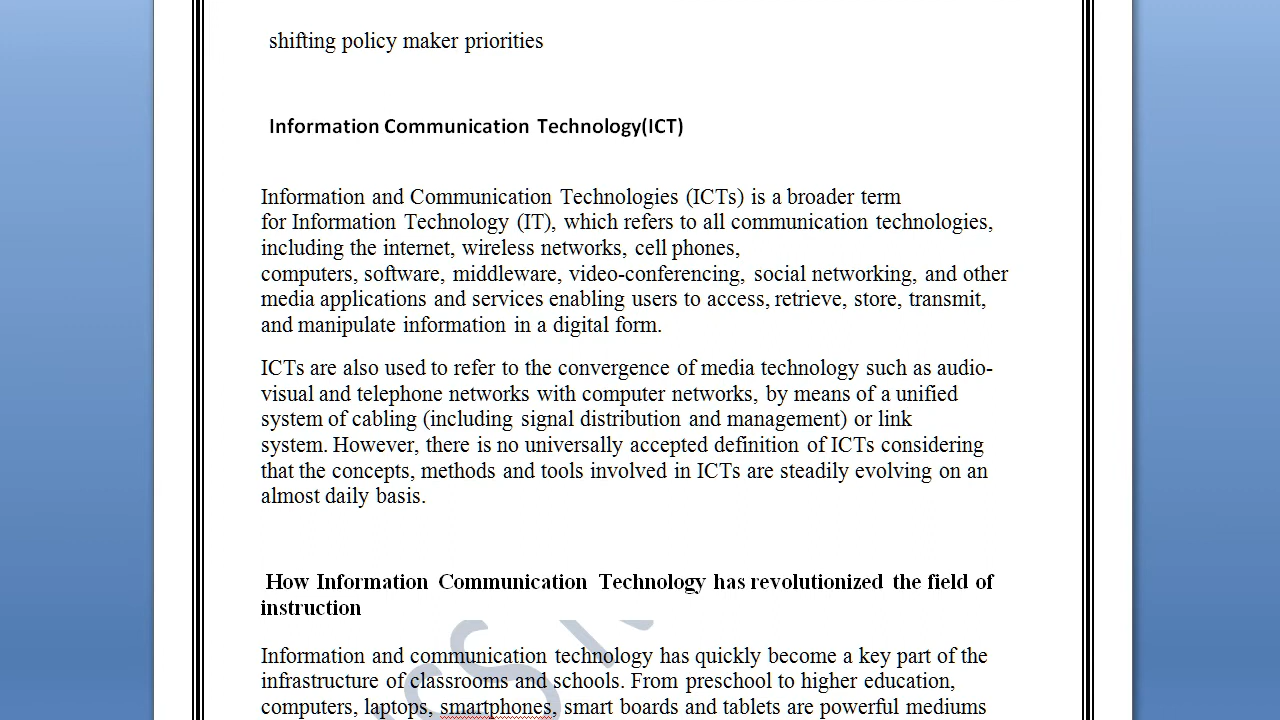 shifting policy maker priorities
Information Communication Technology(ICT)
Information and Communication Technologies (ICTs) is a broader term
for Information Technology (IT), which refers to all communication technologies,
including the internet, wireless networks, cell phones,
computers, software, middleware, video-conferencing, social networking, and other
media applications and services enabling users to access, retrieve, store, transmit,
and manipulate information in a digital form.
ICTs are also used to refer to the convergence of media technology such as audio-
visual and telephone networks with computer networks, by means of a unified
system of cabling (including signal distribution and management) or link
system. However, there is no universally accepted definition of ICTs considering
that the concepts, methods and tools involved in ICTs are steadily evolving on an
almost daily basis.
How Information Communication Technology has revolutionized the field of
instruction
Information and communication technology has quickly become a key part of the
infrastructure of classrooms and schools. From preschool to higher education,
computers, laptops, smartphones, smart boards and tablets are powerful mediums